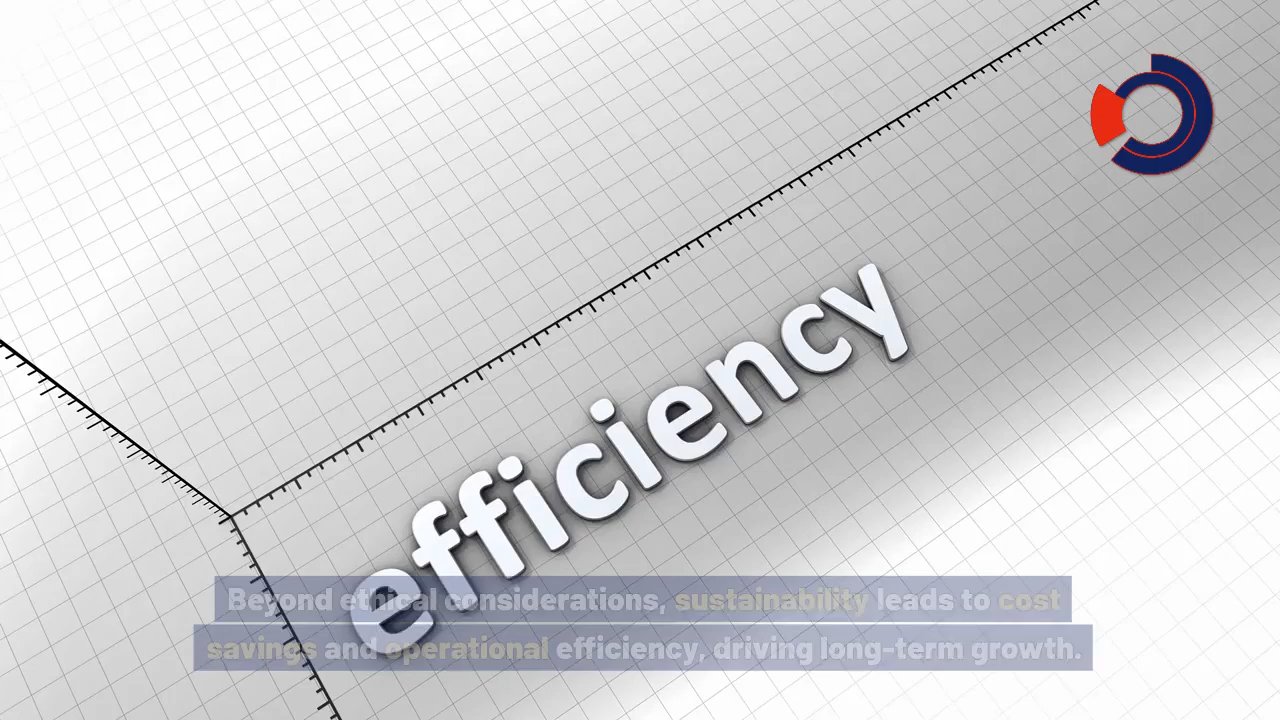 efficiency
Beyond ethical considerations, sustainability leads to cost
savings and operational efficiency, driving long-term growth.